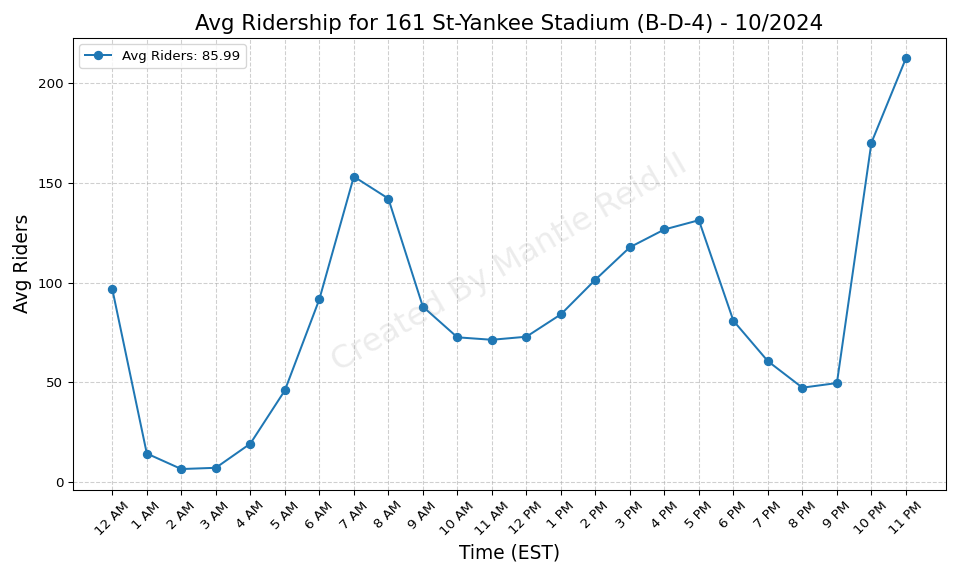 Avg Ridership for 161 St-Yankee Stadium (B-D-4) - 10/2024
Avg Riders: 85.99
200
150
100
50
0
Avg Riders
Created By Mantle Reid II
12 AM
1 AM
2 AM
3 AM
4 AM
5 AM
6 AM
7 AM
8 AM
9 AM
10 AM
11 AM
12 PM
1 PM
2 PM
3 PM
4 PM
5 PM
6 PM
7 PM
8 PM
9 PM
10 PM
11 PM
Time (EST)